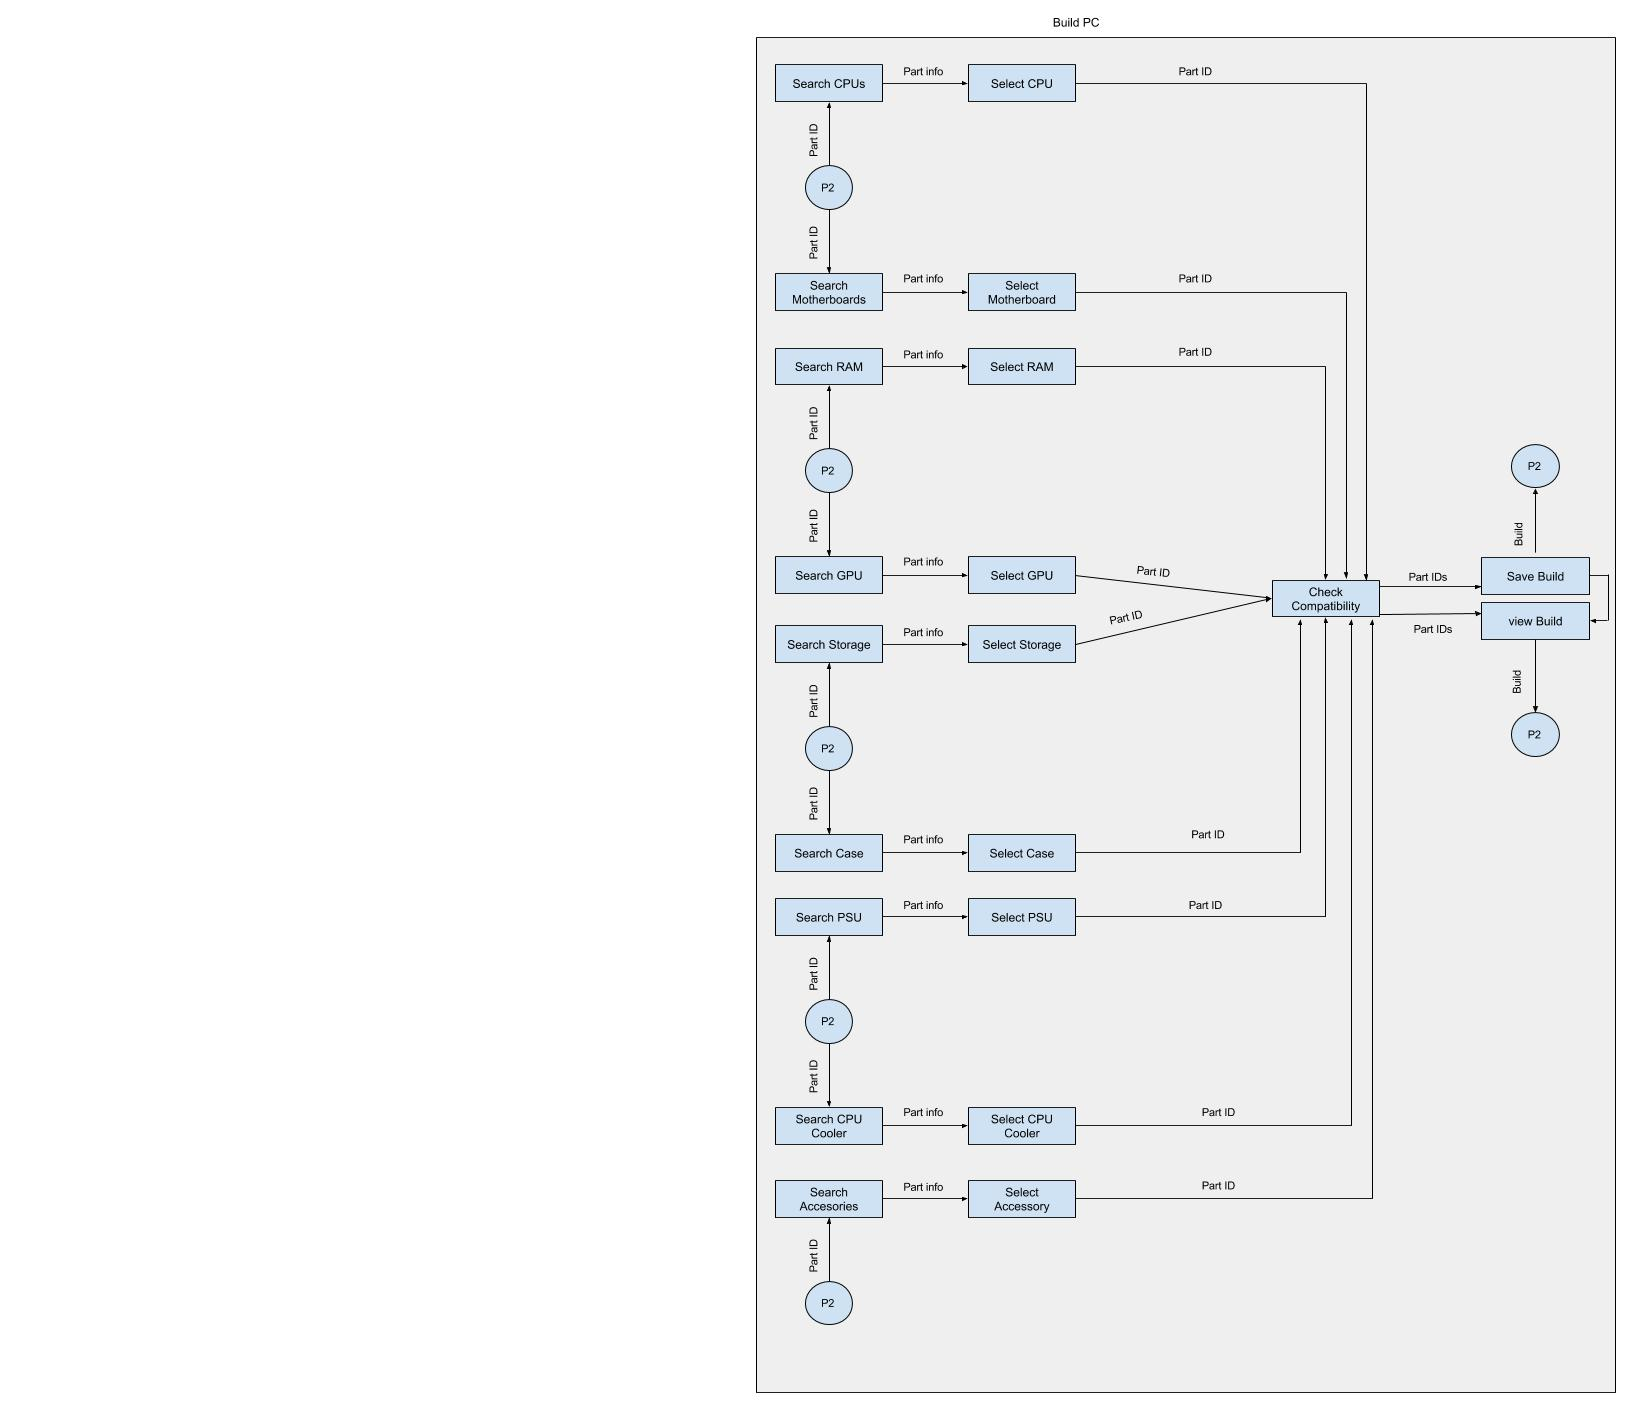 Build PC
Search CPUs
Part info
Select CPU
Part ID
Part ID
P2
Part ID
Search
Motherboards
Part info
Select
Motherboard
Part ID
Search RAM
Part info
Select RAM
Part ID
Part ID
P2
Part ID
Search GPU
Part info
Select GPU
Part ID
Search Storage
Part info
Select Storage
Part ID
Part ID
P2
Part ID
Search Case
Part info
Select Case
Part ID
Search PSU
Part info
Select PSU
Part ID
Part ID
P2
Part ID
Search CPU
Cooler
Part info
Select CPU
Cooler
Part ID
Search
Accesories
Part info
Select
Accessory
Part ID
Part ID
P2
Check
Compatibility
Part IDs
Part IDs
P2
Build
Save Build
view Build
Build
P2